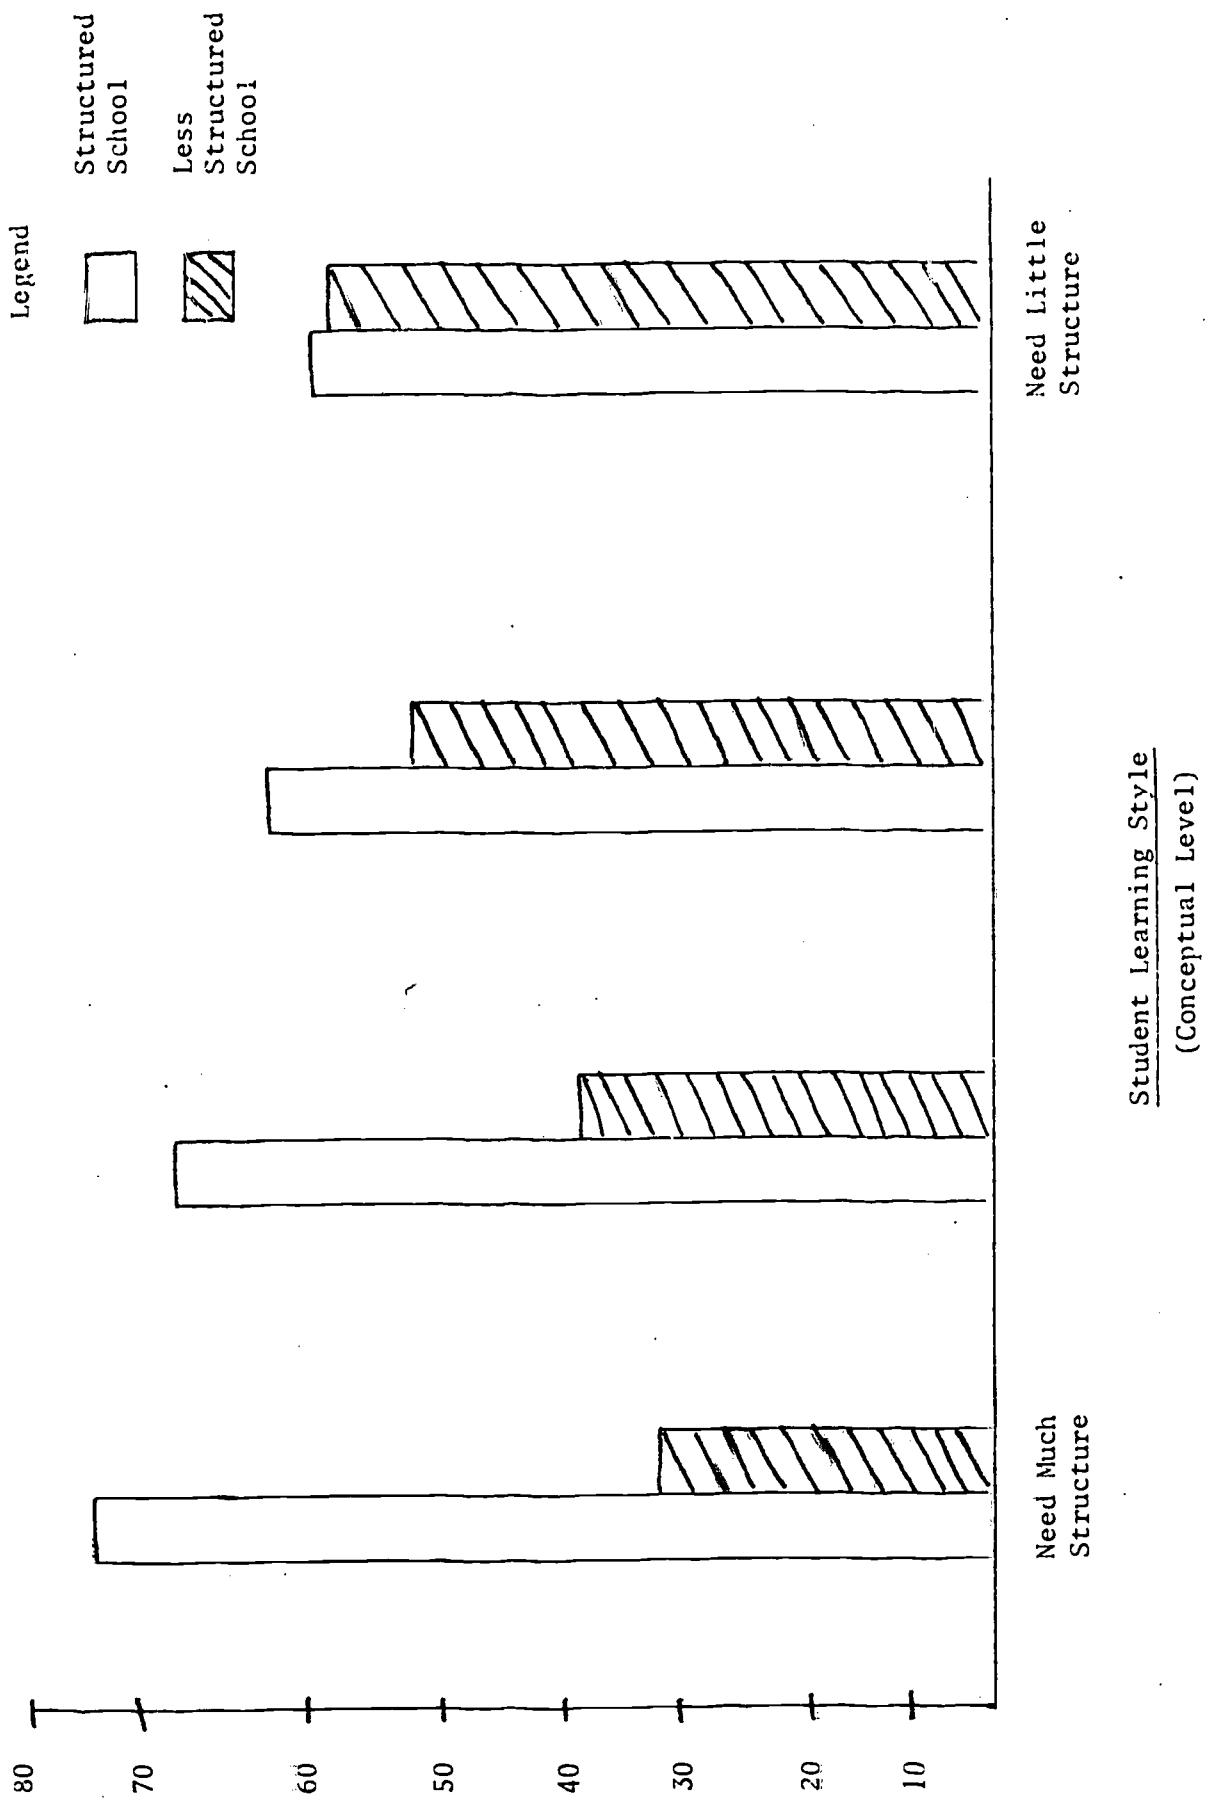 Legend
Structured
School
Less
Structured
School
80
70
60
50
40
30
20
10
Need Much
Structure
Need Little
Structure
Student Learning Style
(Conceptual Level)